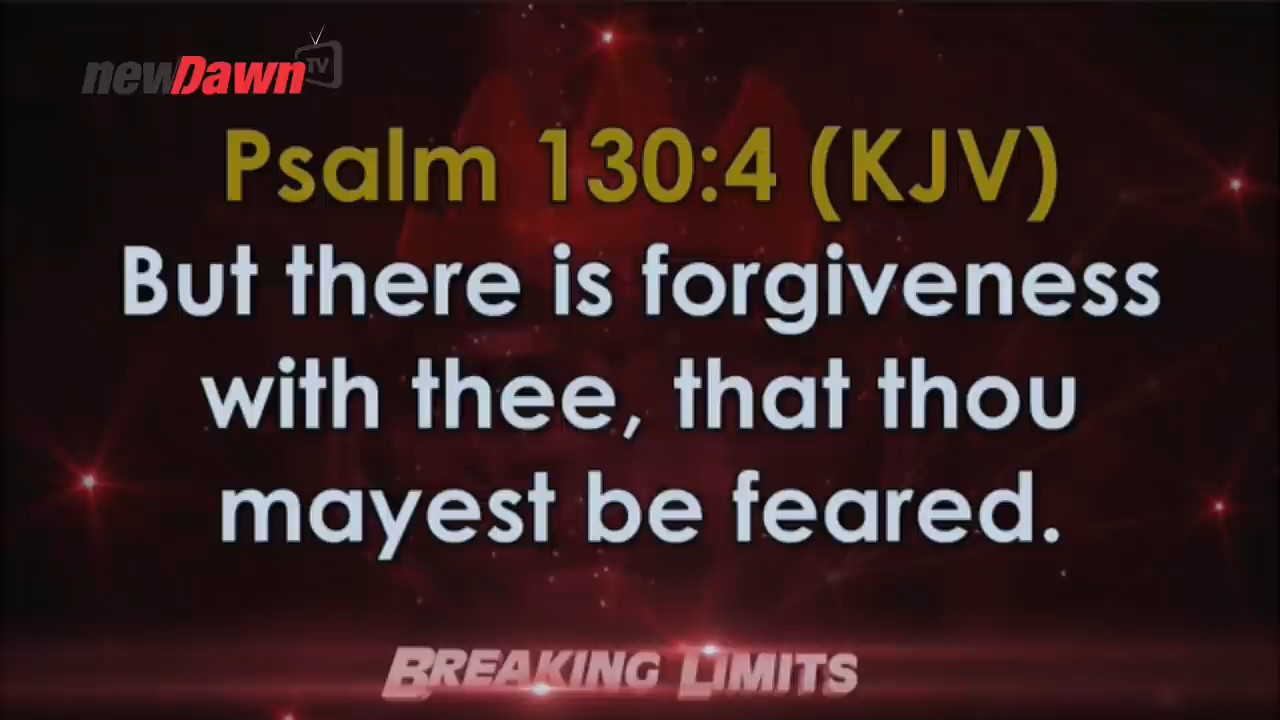 newDawn TV
Psalm 130:4 (KJV)
But there is forgiveness
with thee, that thou
mayest be feared.
BREAKING LIMITS